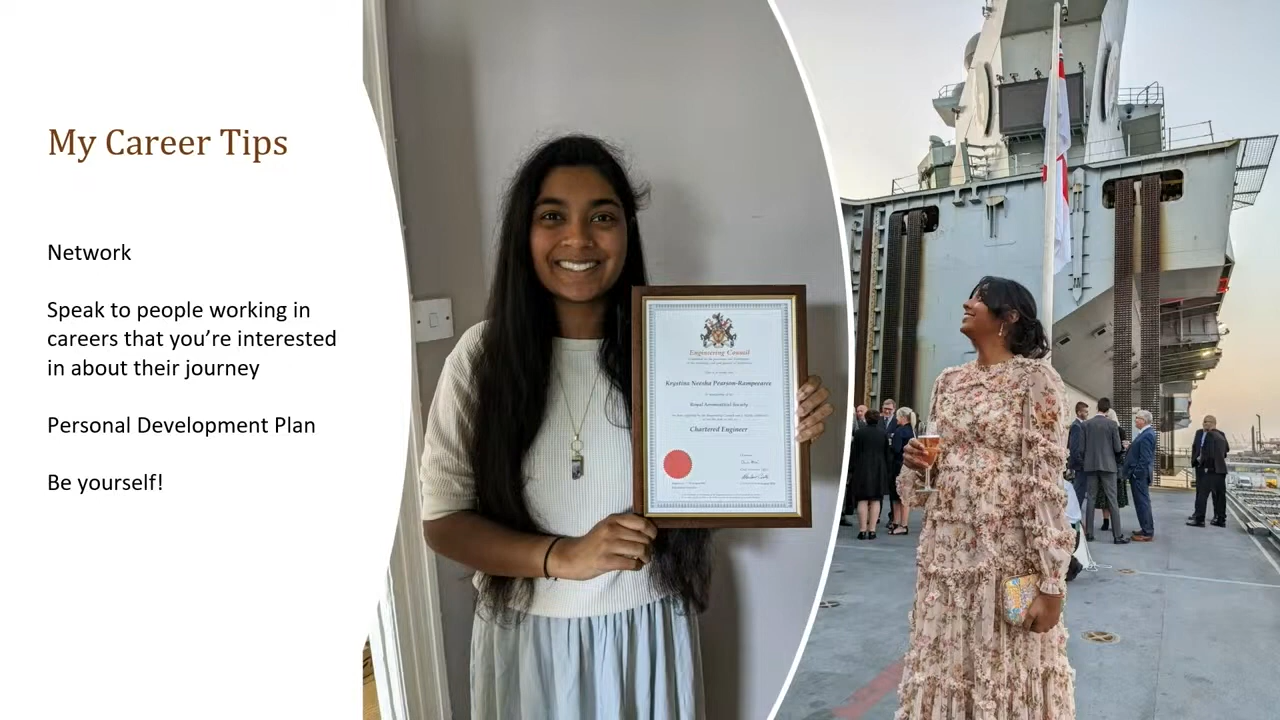 My Career Tips
Network
Speak to people working in
careers that you’re interested
in about their journey
Personal Development Plan
Be yourself!
Engineering Council
Royal Aeronautical Society
Chartered Engineer